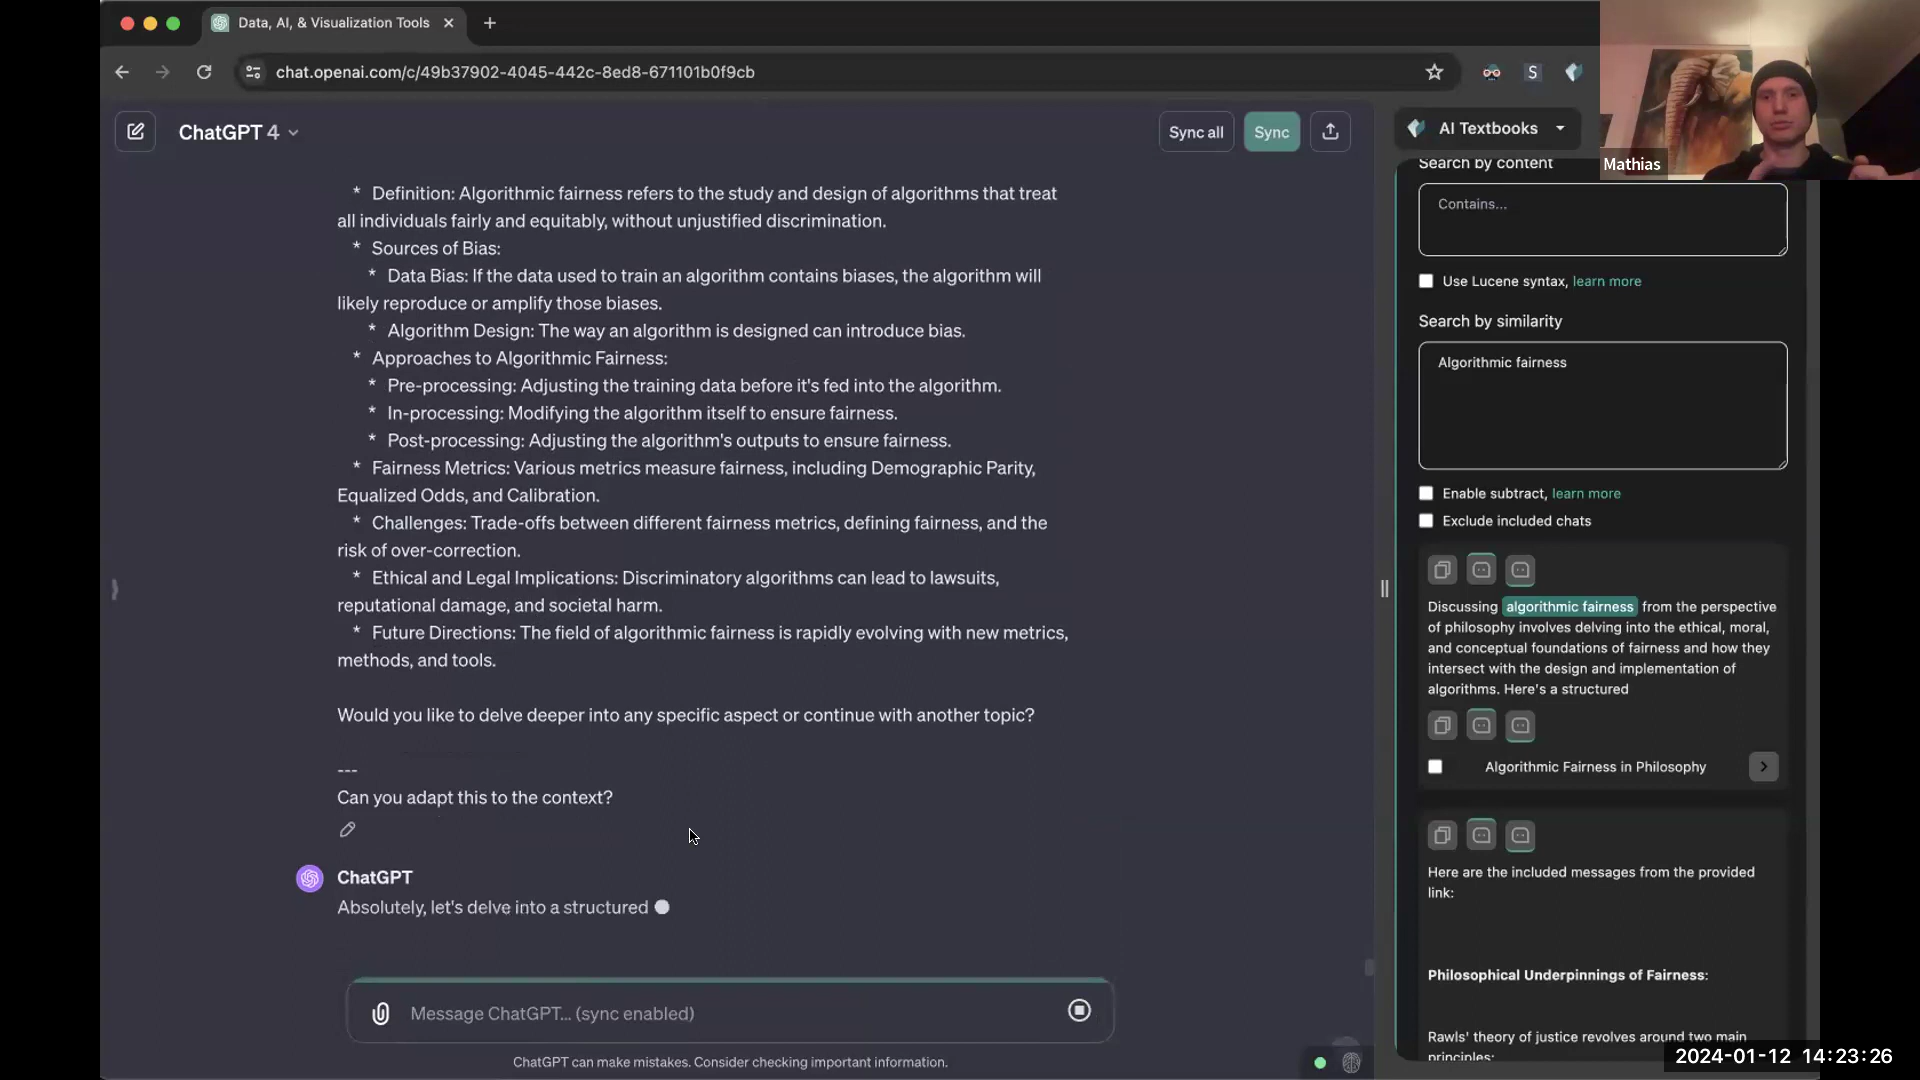 Data, AI, & Visualization Tools
chat.openai.com/c/49b37902-4045-442c-8ed8-671101b0f9cb
S
ChatGPT 4
Sync all
Sync
* Definition: Algorithmic fairness refers to the study and design of algorithms that treat
all individuals fairly and equitably, without unjustified discrimination.
* Sources of Bias:
* Data Bias: If the data used to train an algorithm contains biases, the algorithm will
likely reproduce or amplify those biases.
* Algorithm Design: The way an algorithm is designed can introduce bias.
* Approaches to Algorithmic Fairness:
* Pre-processing: Adjusting the training data before it's fed into the algorithm.
* In-processing: Modifying the algorithm itself to ensure fairness.
* Post-processing: Adjusting the algorithm's outputs to ensure fairness.
* Fairness Metrics: Various metrics measure fairness, including Demographic Parity,
Equalized Odds, and Calibration.
* Challenges: Trade-offs between different fairness metrics, defining fairness, and the
risk of over-correction.
* Ethical and Legal Implications: Discriminatory algorithms can lead to lawsuits,
reputational damage, and societal harm.
* Future Directions: The field of algorithmic fairness is rapidly evolving with new metrics,
methods, and tools.
Would you like to delve deeper into any specific aspect or continue with another topic?
---
Can you adapt this to the context?
ChatGPT
Absolutely, let's delve into a structured
Message ChatGPT... (sync enabled)
ChatGPT can make mistakes. Consider checking important information.
AI Textbooks
Mathias
Search by content
Contains...
Use Lucene syntax, learn more
Search by similarity
Algorithmic fairness
Enable subtract, learn more
Exclude included chats
Discussing algorithmic fairness from the perspective
of philosophy involves delving into the ethical, moral,
and conceptual foundations of fairness and how they
intersect with the design and implementation of
algorithms. Here's a structured
Algorithmic Fairness in Philosophy
Here are the included messages from the provided
link:
Philosophical Underpinnings of Fairness:
Rawls' theory of justice revolves around two main
principles:
2024-01-12 14:23:26